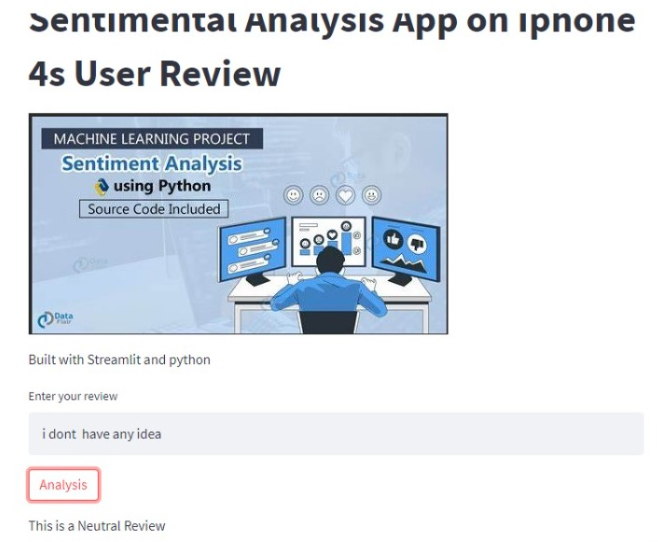 Sentimental Analysis App on Iphone
4s User Review
MACHINE LEARNING PROJECT
Sentiment Analysis
using Python
Source Code Included
Data
Flair
Built with Streamlit and python
Enter your review
i dont  have any idea
Analysis
This is a Neutral Review